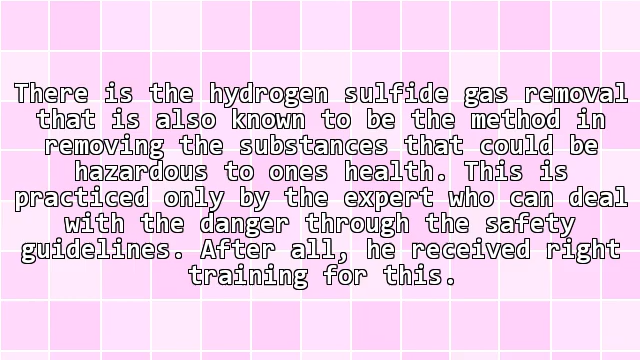 There is the hydrogen sulfide gas removal
that is also known to be the method in
removing the substances that could be
hazardous to ones health. This is
practiced only by the expert who can deal
with the danger through the safety
guidelines. After all, he received right
training for this.